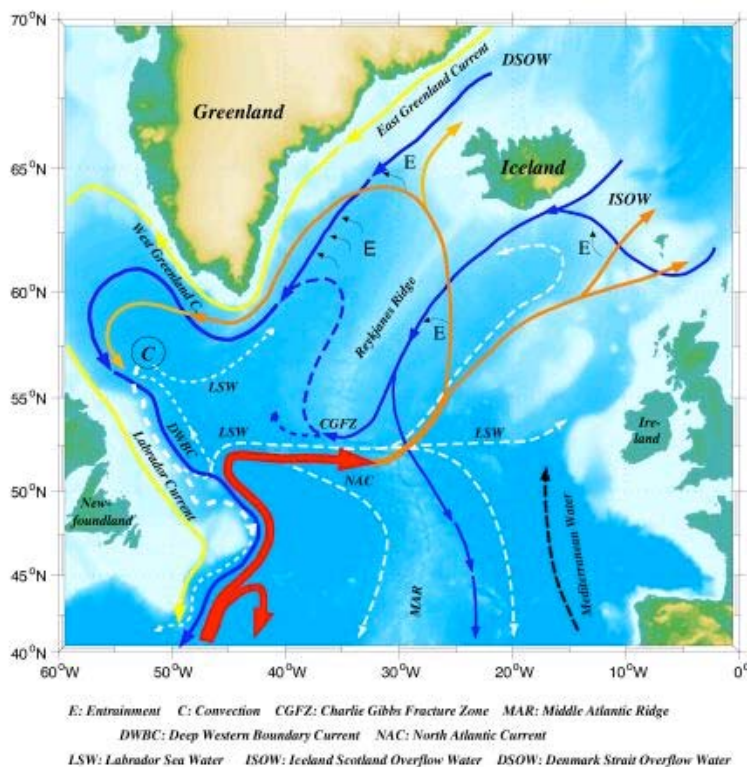 70°N
DSOW
East Greenland Current
Greenland
E
Iceland
65°N
ISOW
West Greenland C
E
E
60°N
Reykjanes Ridge
E
C
LSW
55°N
CGFZ
DWBC
LSW
LSW
Ire-
land
Labrador Current
NAC
50°N
New-
foundland
Mediterranean Water
45°N
MAR
40°N
60°W
50°W
40°W
30°W
20°W
10°W
0°
E: Entrainment C: Convection CGFZ: Charlie Gibbs Fracture Zone MAR: Middle Atlantic Ridge
DWBC: Deep Western Boundary Current NAC: North Atlantic Current
LSW: Labrador Sea Water ISOW: Iceland Scotland Overflow Water DSOW: Denmark Strait Overflow Water